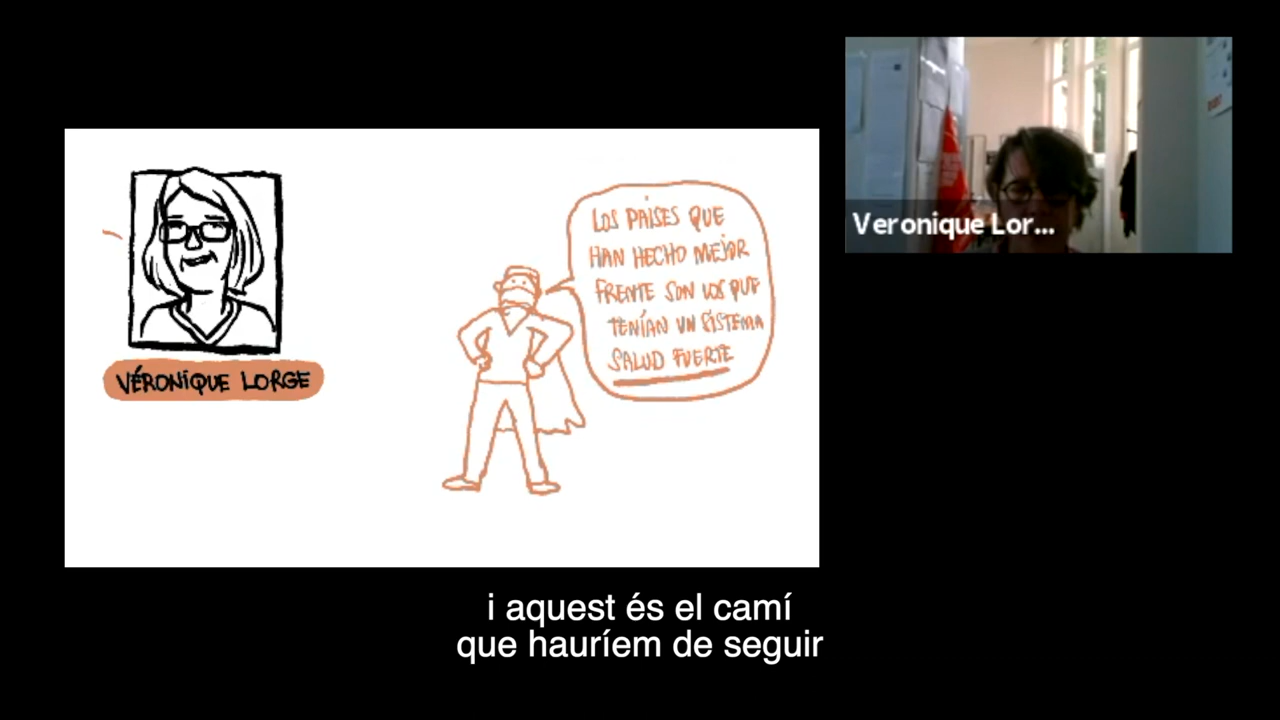 VÉRONIQUE LORGE
LOS PAÍSES QUE
HAN HECHO MEJOR
FRENTE SON LOS QUE
TENÍAN UN SISTEMA
SALUD FUERTE
Veronique Lor...
i aquest és el camí
que hauríem de seguir